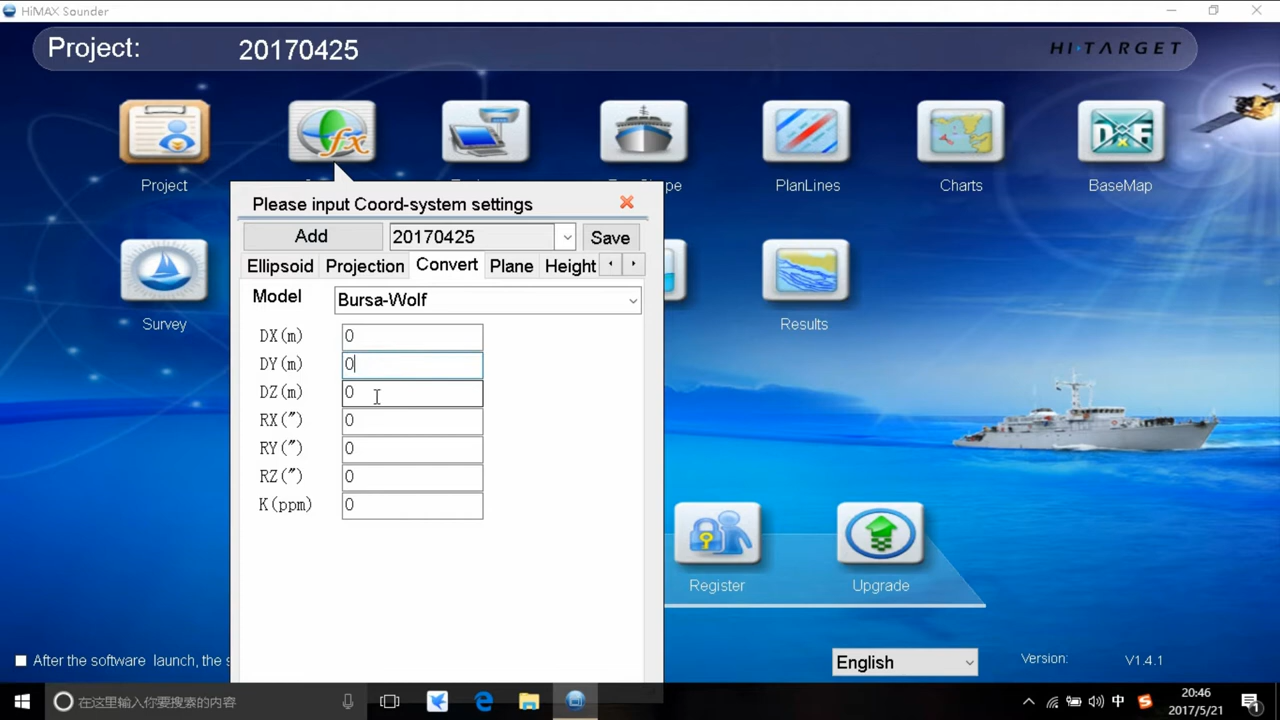 HiMAX Sounder
Project: 20170425
HI·TARGET
Project
PlanLines
Charts
BaseMap
Please input Coord-system settings
Add
20170425
Save
Ellipsoid
Projection
Convert
Plane
Height
Model
Bursa-Wolf
DX(m)
0
DY(m)
0
DZ(m)
0
RX(″)
0
RY(″)
0
RZ(″)
0
K(ppm)
0
Survey
Results
Register
Upgrade
After the software launch, the s
English
Version:
V1.4.1
在这里输入你要搜索的内容
中
20:46
2017/5/21
1